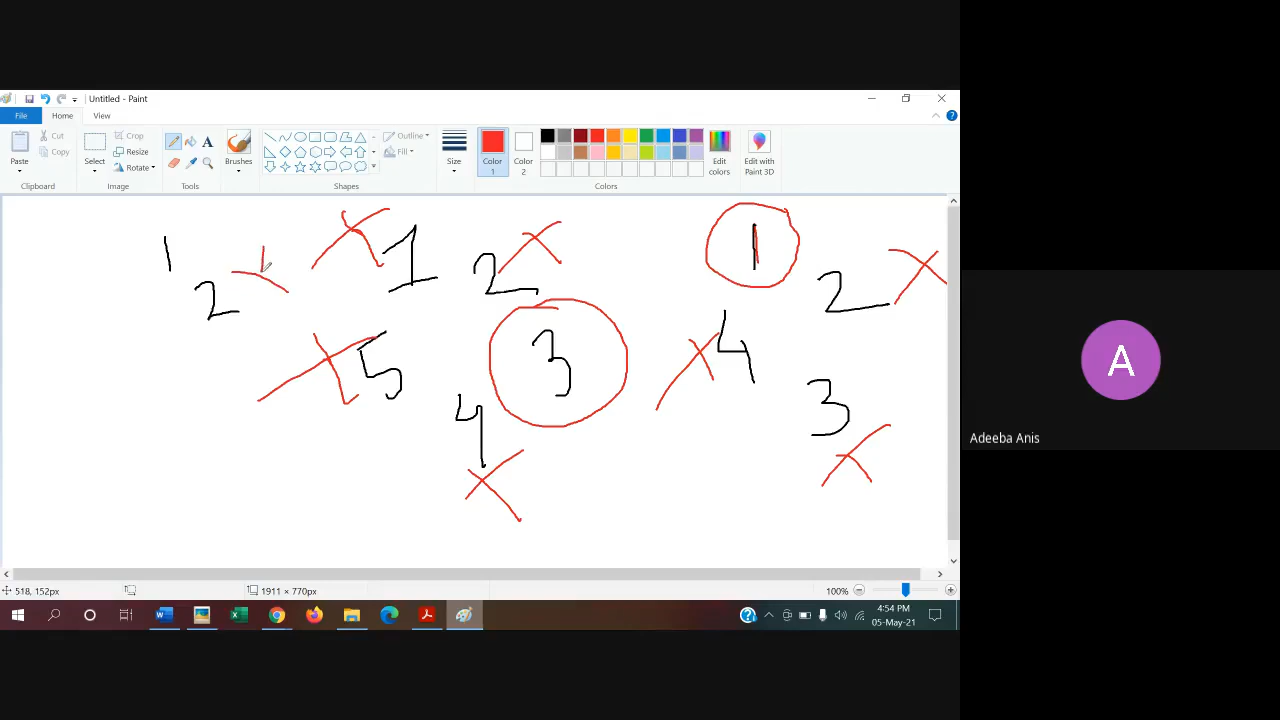 Untitled - Paint
File Home View
Paste Cut Copy Select Crop Resize Rotate Brushes Outline Fill Size Color 1 Color 2 Edit colors Edit with Paint 3D
Clipboard Image Tools Shapes Colors
1 1 2 1
2 2
5 3 4
4 3
A
Adeeba Anis
518, 152px 1911 × 770px 100%
4:54 PM
05-May-21